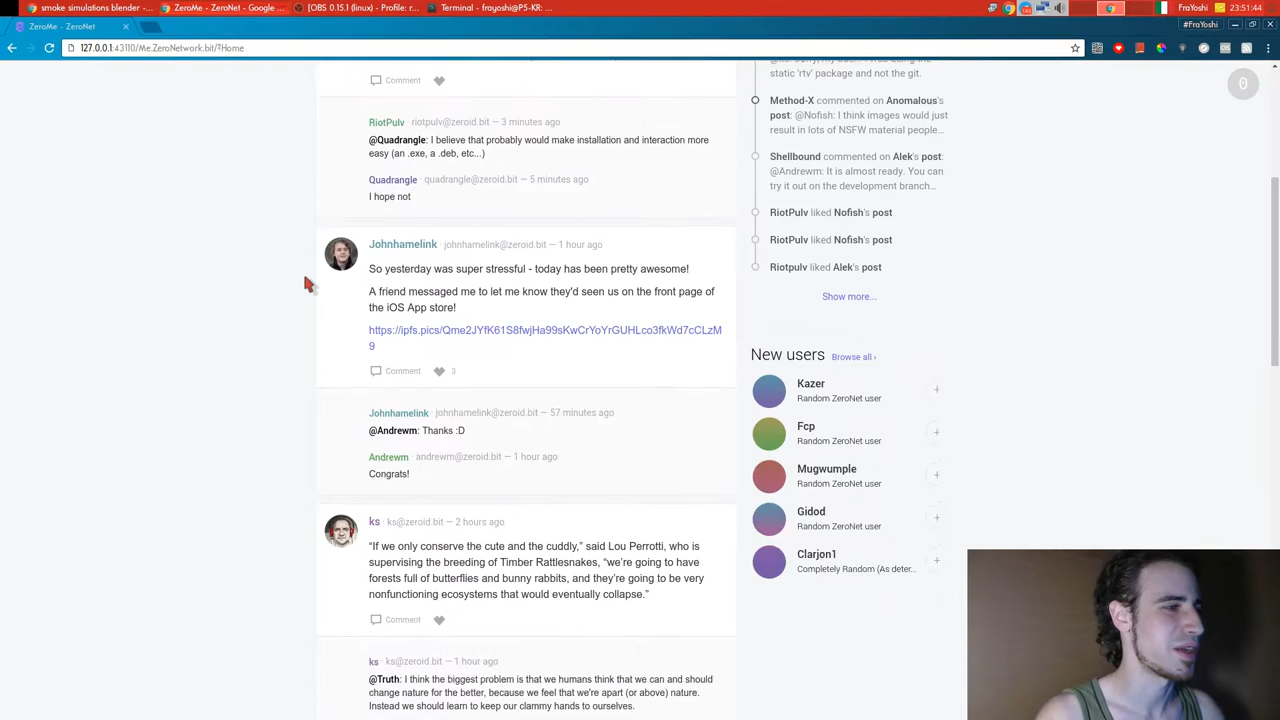 smoke simulations blender - ...
ZeroMe - ZeroNet - Google ...
[OBS 0.15.1 (linux) - Profile: r...
Terminal - frayoshi@P5-KR: ...
FraYoshi
23:51:44
ZeroMe - ZeroNet
#FraYoshi
127.0.0.1:43110/Me.ZeroNetwork.bit/?Home
Comment
RiotPulv · riotpulv@zeroid.bit — 3 minutes ago
@Quadrangle: I believe that probably would make installation and interaction more
easy (an .exe, a .deb, etc...)
Quadrangle · quadrangle@zeroid.bit — 5 minutes ago
I hope not
Johnhamelink · johnhamelink@zeroid.bit — 1 hour ago
So yesterday was super stressful - today has been pretty awesome!
A friend messaged me to let me know they'd seen us on the front page of
the iOS App store!
https://ipfs.pics/Qme2JYfK61S8fwjHa99sKwCrYoYrGUHLco3fkWd7cCLzM
9
Comment 3
Johnhamelink · johnhamelink@zeroid.bit — 57 minutes ago
@Andrewm: Thanks :D
Andrewm · andrewm@zeroid.bit — 1 hour ago
Congrats!
ks · ks@zeroid.bit — 2 hours ago
“If we only conserve the cute and the cuddly,” said Lou Perrotti, who is
supervising the breeding of Timber Rattlesnakes, “we’re going to have
forests full of butterflies and bunny rabbits, and they’re going to be very
nonfunctioning ecosystems that would eventually collapse.”
Comment
ks · ks@zeroid.bit — 1 hour ago
@Truth: I think the biggest problem is that we humans think that we can and should
change nature for the better, because we feel that we're apart (or above) nature.
Instead we should learn to keep our clammy hands to ourselves.
static 'rtv' package and not the git.
Method-X commented on Anomalous's
post: @Nofish: I think images would just
result in lots of NSFW material people…
Shellbound commented on Alek's post:
@Andrewm: It is almost ready. You can
try it out on the development branch…
RiotPulv liked Nofish's post
RiotPulv liked Nofish's post
Riotpulv liked Alek's post
Show more...
New users Browse all ›
Kazer
Random ZeroNet user
Fcp
Random ZeroNet user
Mugwumple
Random ZeroNet user
Gidod
Random ZeroNet user
Clarjon1
Completely Random (As deter...
0